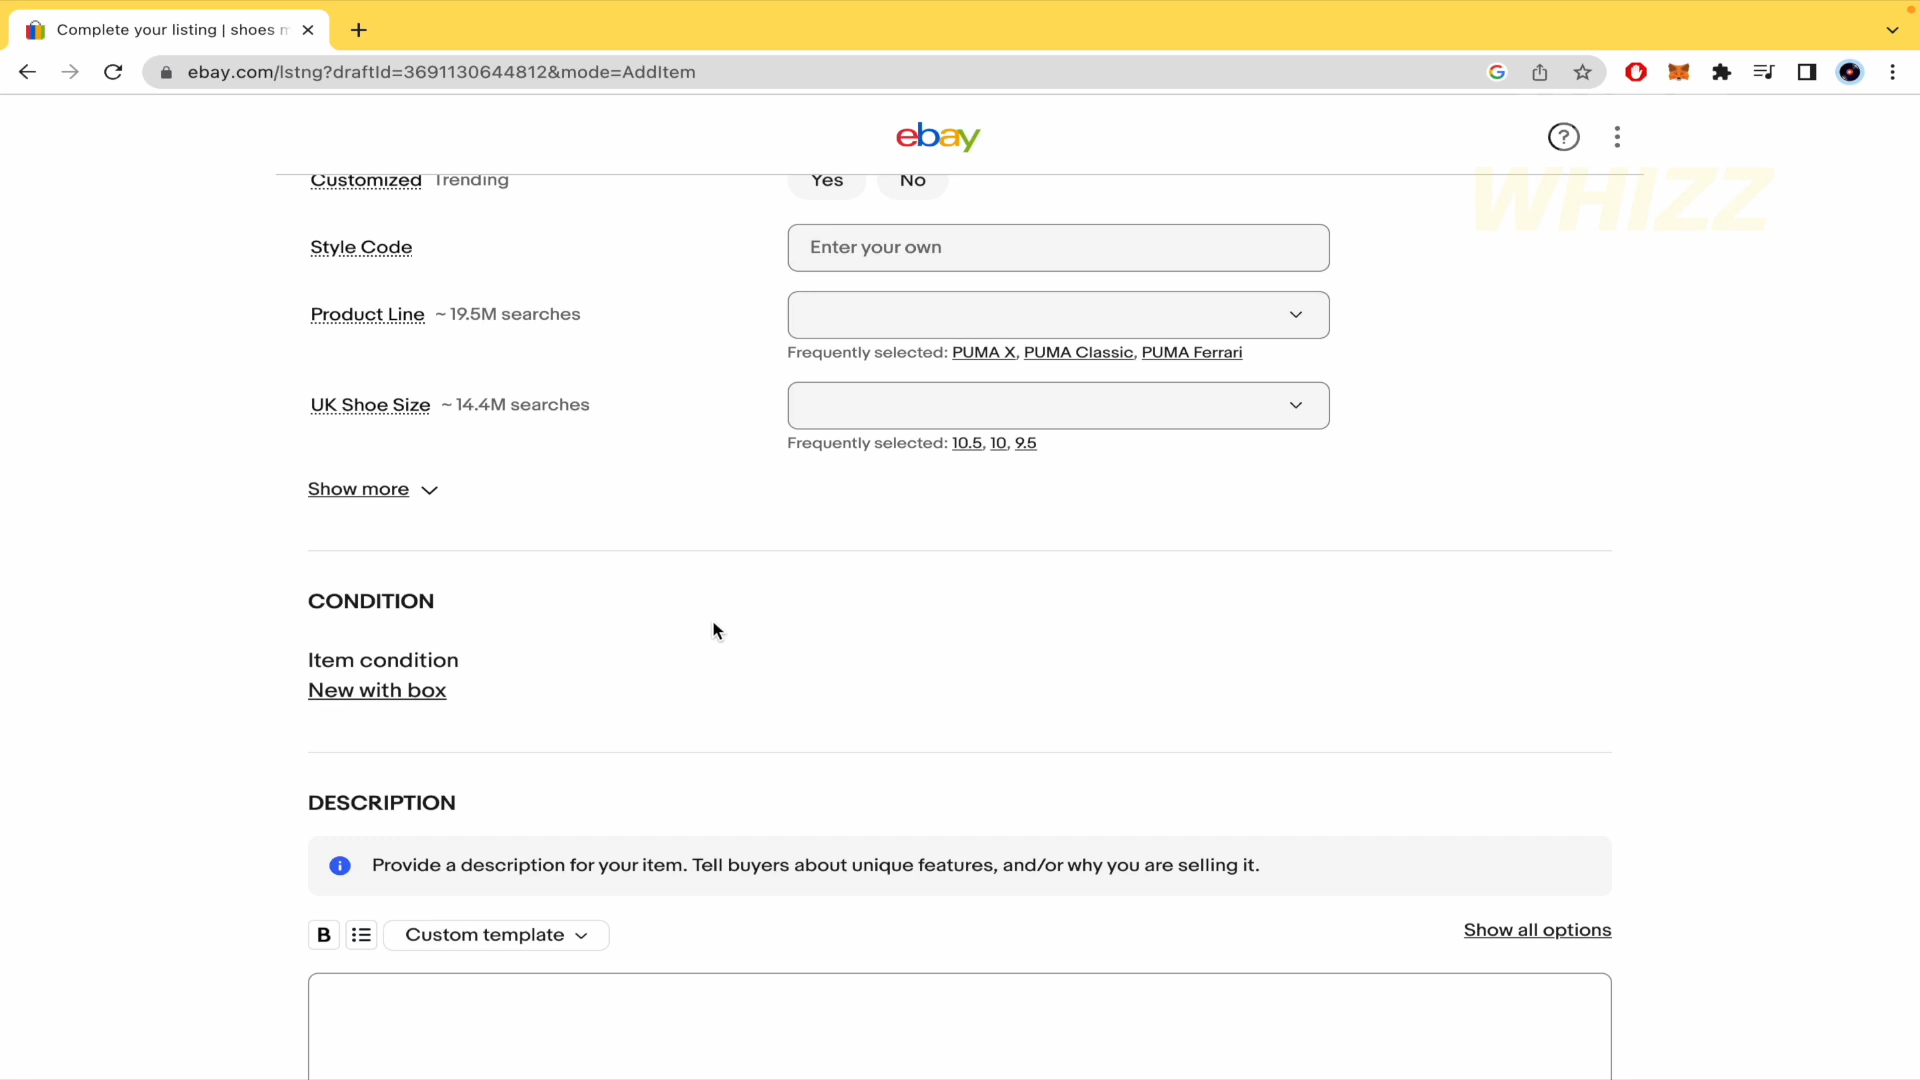 Complete your listing | shoes m
ebay.com/lstng?draftId=3691130644812&mode=AddItem
ebay
WHIZZ
Customized Trending Yes No
Style Code Enter your own
Product Line ~ 19.5M searches
Frequently selected: PUMA X, PUMA Classic, PUMA Ferrari
UK Shoe Size ~ 14.4M searches
Frequently selected: 10.5, 10, 9.5
Show more
CONDITION
Item condition
New with box
DESCRIPTION
Provide a description for your item. Tell buyers about unique features, and/or why you are selling it.
B Custom template Show all options